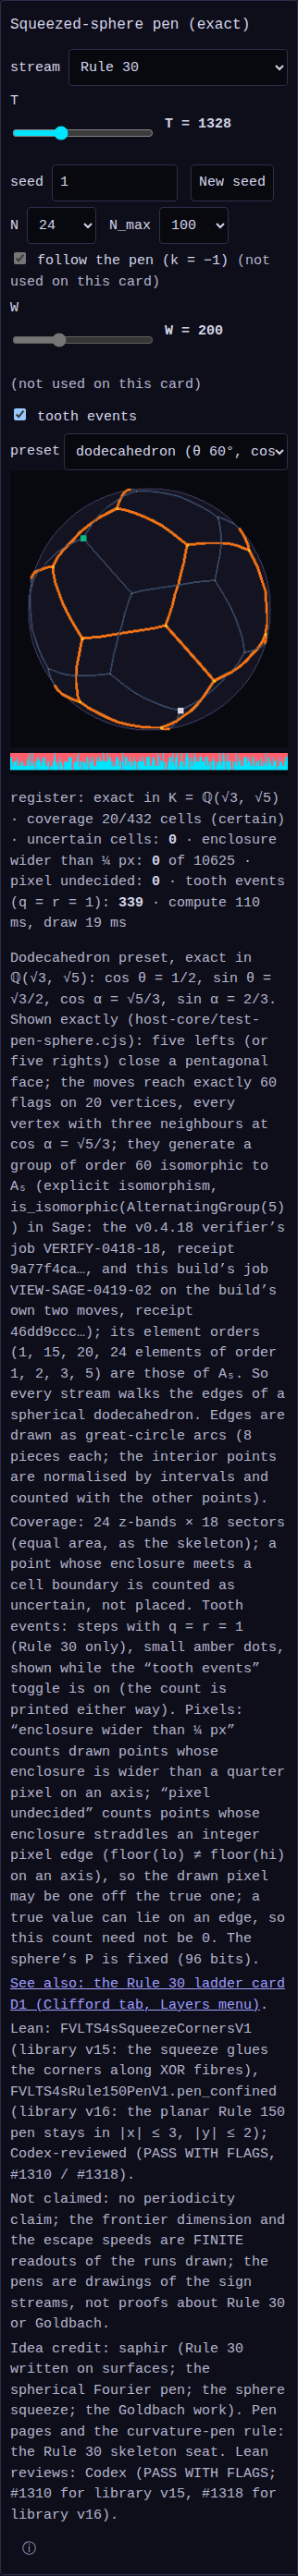 Squeezed-sphere pen (exact)
stream Rule 30
T
T = 1328
seed 1 New seed
N 24 N_max 100
follow the pen (k = −1) (not
used on this card)
W
W = 200
(not used on this card)
tooth events
preset dodecahedron (θ 60°, cos
register: exact in K = ℚ(√3, √5)
· coverage 20/432 cells (certain)
· uncertain cells: 0 · enclosure
wider than ¼ px: 0 of 10625 ·
pixel undecided: 0 · tooth events
(q = r = 1): 339 · compute 110
ms, draw 19 ms
Dodecahedron preset, exact in
ℚ(√3, √5): cos θ = 1/2, sin θ =
√3/2, cos α = √5/3, sin α = 2/3.
Shown exactly (host-core/test-
pen-sphere.cjs): five lefts (or
five rights) close a pentagonal
face; the moves reach exactly 60
flags on 20 vertices, every
vertex with three neighbours at
cos α = √5/3; they generate a
group of order 60 isomorphic to
A₅ (explicit isomorphism,
is_isomorphic(AlternatingGroup(5)
) in Sage: the v0.4.18 verifier’s
job VERIFY-0418-18, receipt
9a77f4ca…, and this build’s job
VIEW-SAGE-0419-02 on the build’s
own two moves, receipt
46dd9ccc…); its element orders
(1, 15, 20, 24 elements of order
1, 2, 3, 5) are those of A₅. So
every stream walks the edges of a
spherical dodecahedron. Edges are
drawn as great-circle arcs (8
pieces each; the interior points
are normalised by intervals and
counted with the other points).
Coverage: 24 z-bands × 18 sectors
(equal area, as the skeleton); a
point whose enclosure meets a
cell boundary is counted as
uncertain, not placed. Tooth
events: steps with q = r = 1
(Rule 30 only), small amber dots,
shown while the “tooth events”
toggle is on (the count is
printed either way). Pixels:
“enclosure wider than ¼ px”
counts drawn points whose
enclosure is wider than a quarter
pixel on an axis; “pixel
undecided” counts points whose
enclosure straddles an integer
pixel edge (floor(lo) ≠ floor(hi)
on an axis), so the drawn pixel
may be one off the true one; a
true value can lie on an edge, so
this count need not be 0. The
sphere’s P is fixed (96 bits).
See also: the Rule 30 ladder card
D1 (Clifford tab, Layers menu).
Lean: FVLTS4sSqueezeCornersV1
(library v15: the squeeze glues
the corners along XOR fibres),
FVLTS4sRule150PenV1.pen_confined
(library v16: the planar Rule 150
pen stays in |x| ≤ 3, |y| ≤ 2);
Codex-reviewed (PASS WITH FLAGS,
#1310 / #1318).
Not claimed: no periodicity
claim; the frontier dimension and
the escape speeds are FINITE
readouts of the runs drawn; the
pens are drawings of the sign
streams, not proofs about Rule 30
or Goldbach.
Idea credit: saphir (Rule 30
written on surfaces; the
spherical Fourier pen; the sphere
squeeze; the Goldbach work). Pen
pages and the curvature-pen rule:
the Rule 30 skeleton seat. Lean
reviews: Codex (PASS WITH FLAGS;
#1310 for library v15, #1318 for
library v16).
ⓘ